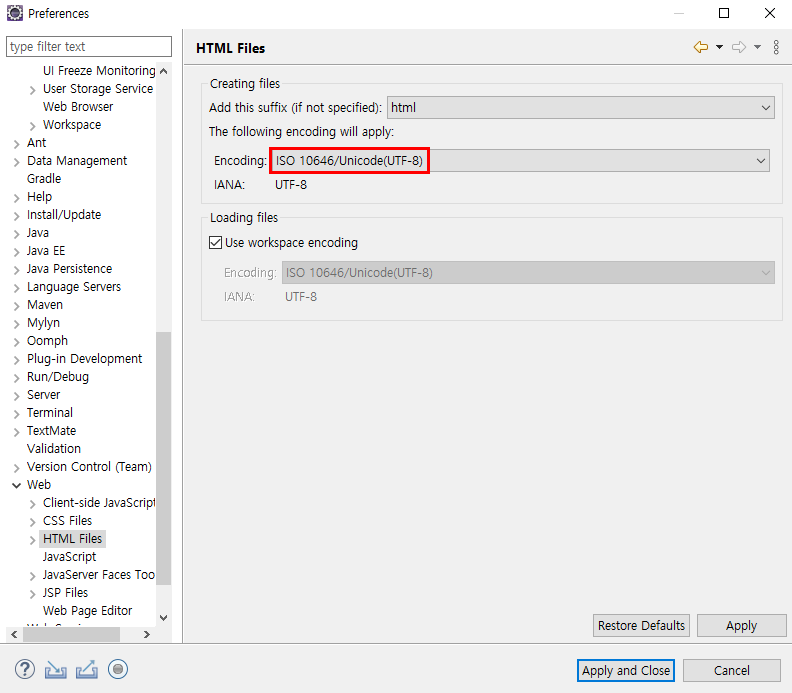 Preferences
type filter text
UI Freeze Monitoring
User Storage Service
Web Browser
Workspace
Ant
Data Management
Gradle
Help
Install/Update
Java
Java EE
Java Persistence
Language Servers
Maven
Mylyn
Oomph
Plug-in Development
Run/Debug
Server
Terminal
TextMate
Validation
Version Control (Team)
Web
Client-side JavaScript
CSS Files
HTML Files
JavaScript
JavaServer Faces Too
JSP Files
Web Page Editor
HTML Files
Creating files
Add this suffix (if not specified): html
The following encoding will apply:
Encoding: ISO 10646/Unicode(UTF-8)
IANA: UTF-8
Loading files
Use workspace encoding
Encoding: ISO 10646/Unicode(UTF-8)
IANA: UTF-8
Restore Defaults Apply
Apply and Close Cancel